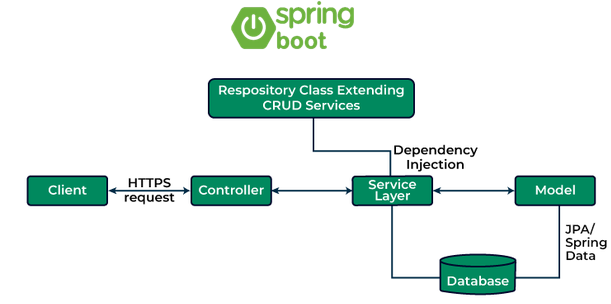 spring
boot
Respository Class Extending
CRUD Services
Dependency
Injection
Client
HTTPS
request
Controller
Service
Layer
Model
JPA/
Spring
Data
Database